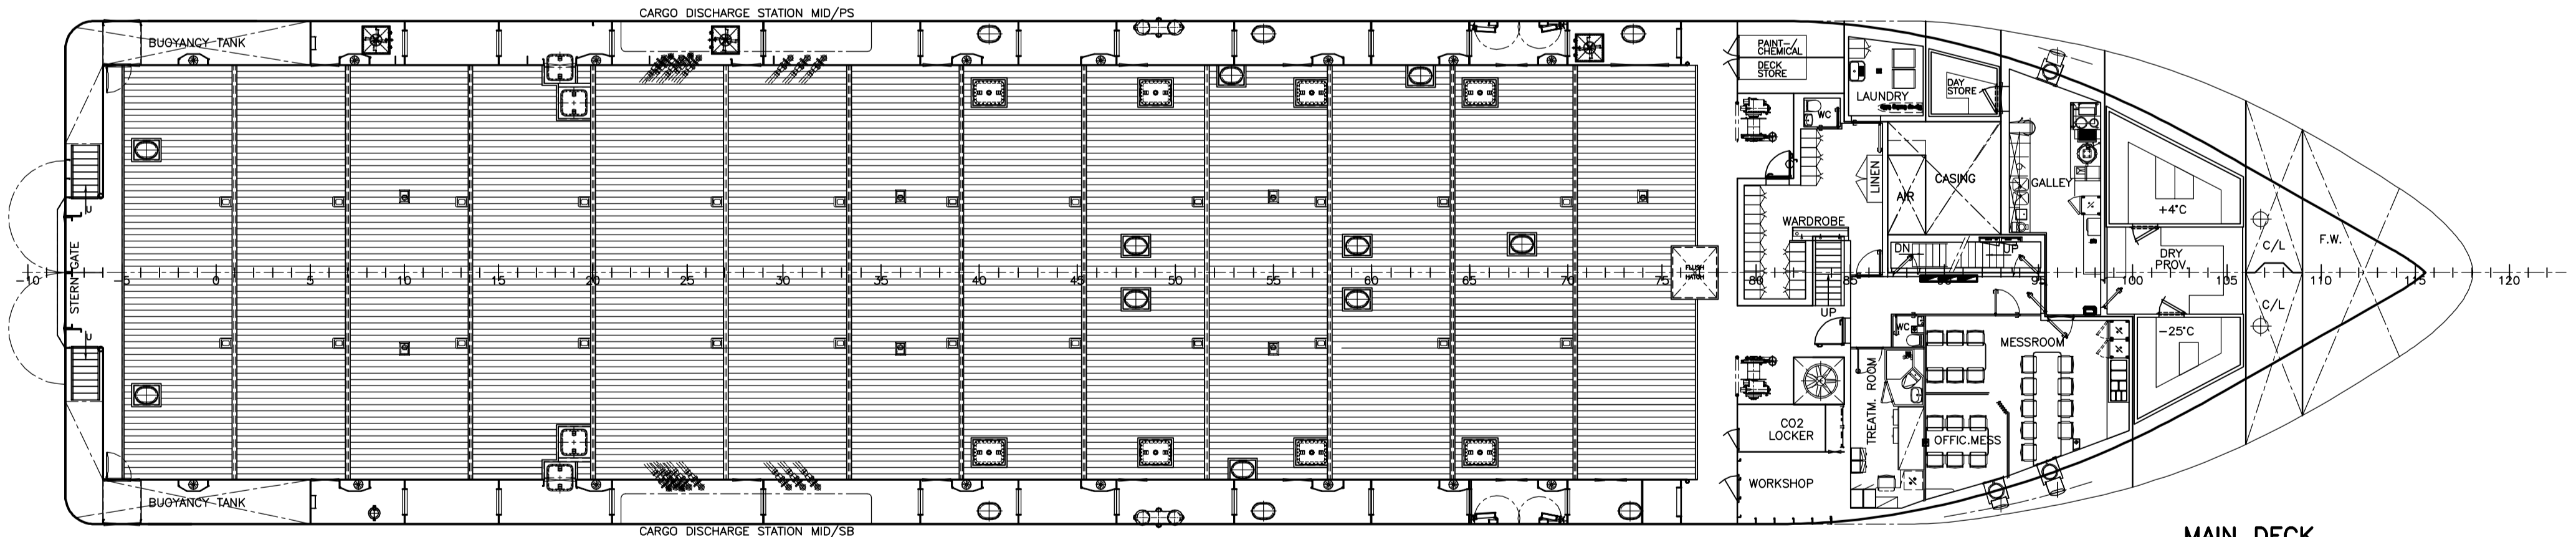 CARGO DISCHARGE STATION MID/PS
BUOYANCY TANK
PAINT-/
CHEMICAL
DECK
STORE
LAUNDRY
DAY
STORE
WC
LINEN
AIR
CASING
GALLEY
+4°C
WARDROBE
DN
UP
C/L
F.W.
DRY
PROV.
STERN GATE
FLUSH
HATCH
-10
-5
0
5
10
15
20
25
30
35
40
45
50
55
60
65
70
75
80
85
90
95
100
105
110
115
120
UP
C/L
WC
-25°C
MESSROOM
TREATM. ROOM
CO2
LOCKER
OFFIC.MESS
WORKSHOP
BUOYANCY TANK
CARGO DISCHARGE STATION MID/SB
MAIN DECK